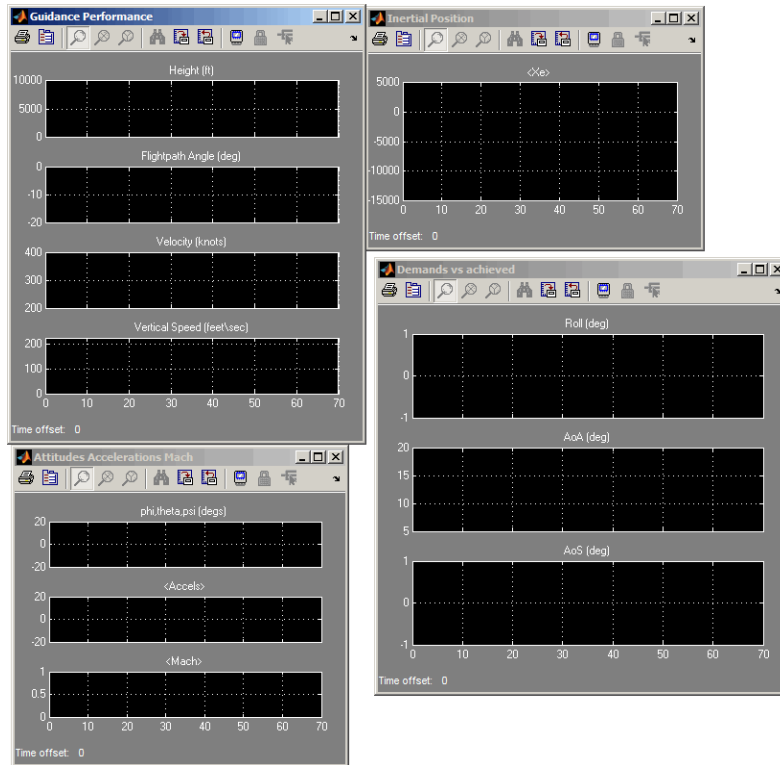 Guidance Performance
Height (ft)
10000
5000
0
Flightpath Angle (deg)
0
-10
-20
Velocity (knots)
400
300
200
Vertical Speed (feet\sec)
200
100
0
0 10 20 30 40 50 60 70
Time offset: 0
Inertial Position
<Xe>
5000
0
-5000
-10000
-15000
0 10 20 30 40 50 60 70
Time offset: 0
Demands vs achieved
Roll (deg)
1
0
-1
AoA (deg)
20
15
10
5
AoS (deg)
1
0
-1
0 10 20 30 40 50 60 70
Time offset: 0
Attitudes Accelerations Mach
phi,theta,psi (degs)
20
0
-20
<Accels>
20
0
-20
<Mach>
1
0.5
0
0 10 20 30 40 50 60 70
Time offset: 0